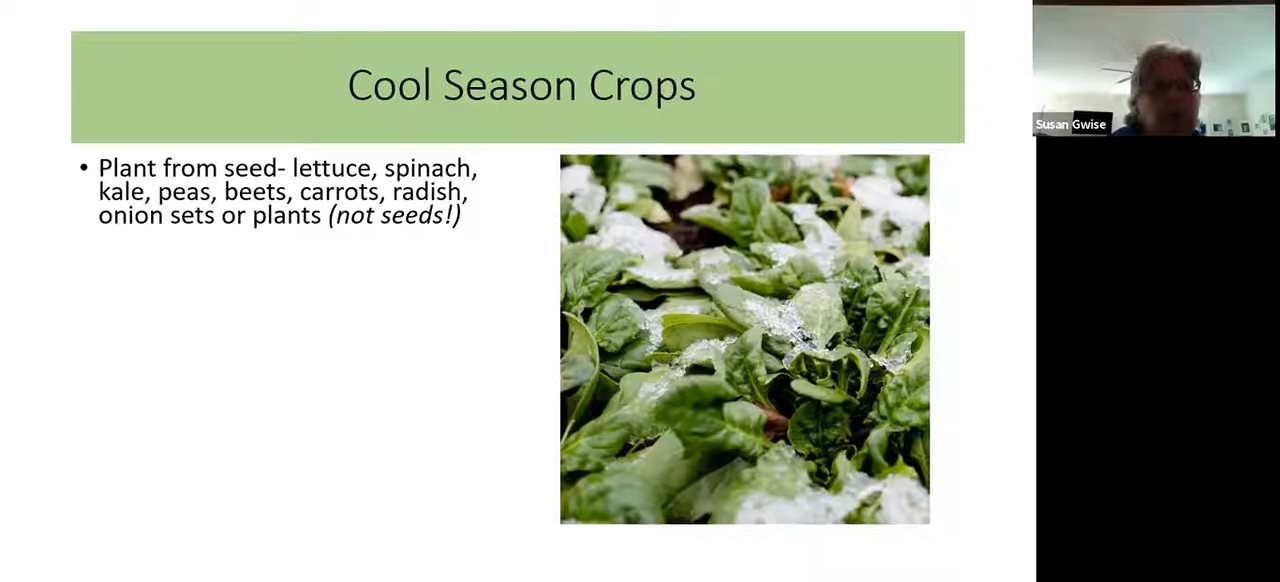 Cool Season Crops
• Plant from seed- lettuce, spinach,
kale, peas, beets, carrots, radish,
onion sets or plants (not seeds!)
Susan Gwise